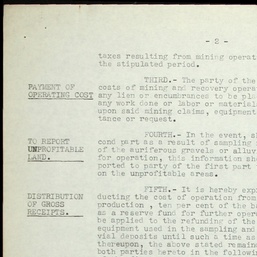 - 2 -
taxes resulting from mining operat
the stipulated period.
THIRD.- The party of the
PAYMENT OF
OPERATING COST
costs of mining and recovery opera
any lien or encumbrances to be pla
any work done or labor or material
upon said mining claims, equipment
tance or request.
FOURTH.- In the event, af
TO REPORT
UNPROFITABLE
LAND.
cond part as a result of sampling
of the auriferous gravels or alluv
for operation, this information sh
ported to party of the first part
on the unprofitable areas.
FIFTH.- It is hereby exp
DISTRIBUTION
OF GROSS
RECEIPTS.
ducting the cost of operation from
production , ten per cent of the b
as a reserve fund for further oper
be applied to the refunding of the
equipment used in the sampling and
vial deposits until such a time as
thereupon, the above stated remain
both parties hereto in the followi